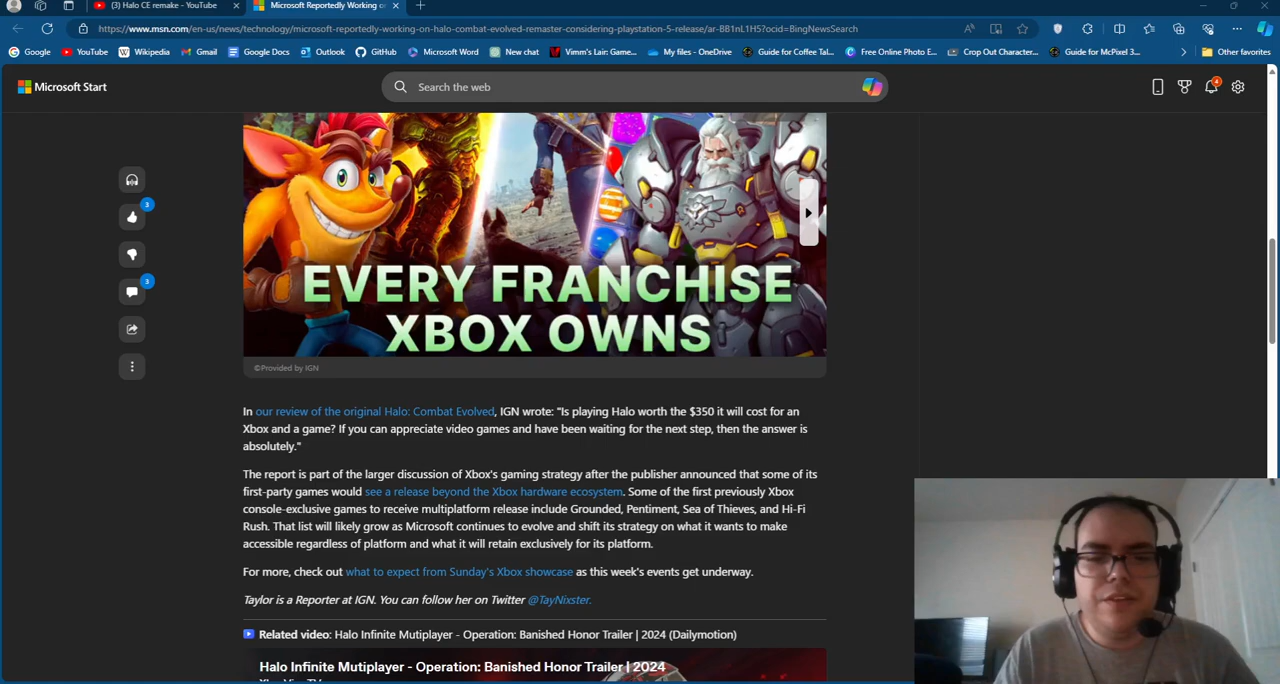 (3) Halo CE remake - YouTube
Microsoft Reportedly Working or
https://www.msn.com/en-us/news/technology/microsoft-reportedly-working-on-halo-combat-evolved-remaster-considering-playstation-5-release/ar-BB1nL1H5?ocid=BingNewsSearch
Google YouTube Wikipedia Gmail Google Docs Outlook GitHub Microsoft Word New chat Vimm's Lair: Game... My files - OneDrive Guide for Coffee Tal... Free Online Photo E... Crop Out Character... Guide for McPixel 3... Other favorites
Microsoft Start
Search the web
4
3
3
EVERY FRANCHISE
XBOX OWNS
©Provided by IGN
In our review of the original Halo: Combat Evolved, IGN wrote: "Is playing Halo worth the $350 it will cost for an
Xbox and a game? If you can appreciate video games and have been waiting for the next step, then the answer is
absolutely."
The report is part of the larger discussion of Xbox's gaming strategy after the publisher announced that some of its
first-party games would see a release beyond the Xbox hardware ecosystem. Some of the first previously Xbox
console-exclusive games to receive multiplatform release include Grounded, Pentiment, Sea of Thieves, and Hi-Fi
Rush. That list will likely grow as Microsoft continues to evolve and shift its strategy on what it wants to make
accessible regardless of platform and what it will retain exclusively for its platform.
For more, check out what to expect from Sunday's Xbox showcase as this week's events get underway.
Taylor is a Reporter at IGN. You can follow her on Twitter @TayNixster.
Related video: Halo Infinite Mutiplayer - Operation: Banished Honor Trailer | 2024 (Dailymotion)
Halo Infinite Mutiplayer - Operation: Banished Honor Trailer | 2024